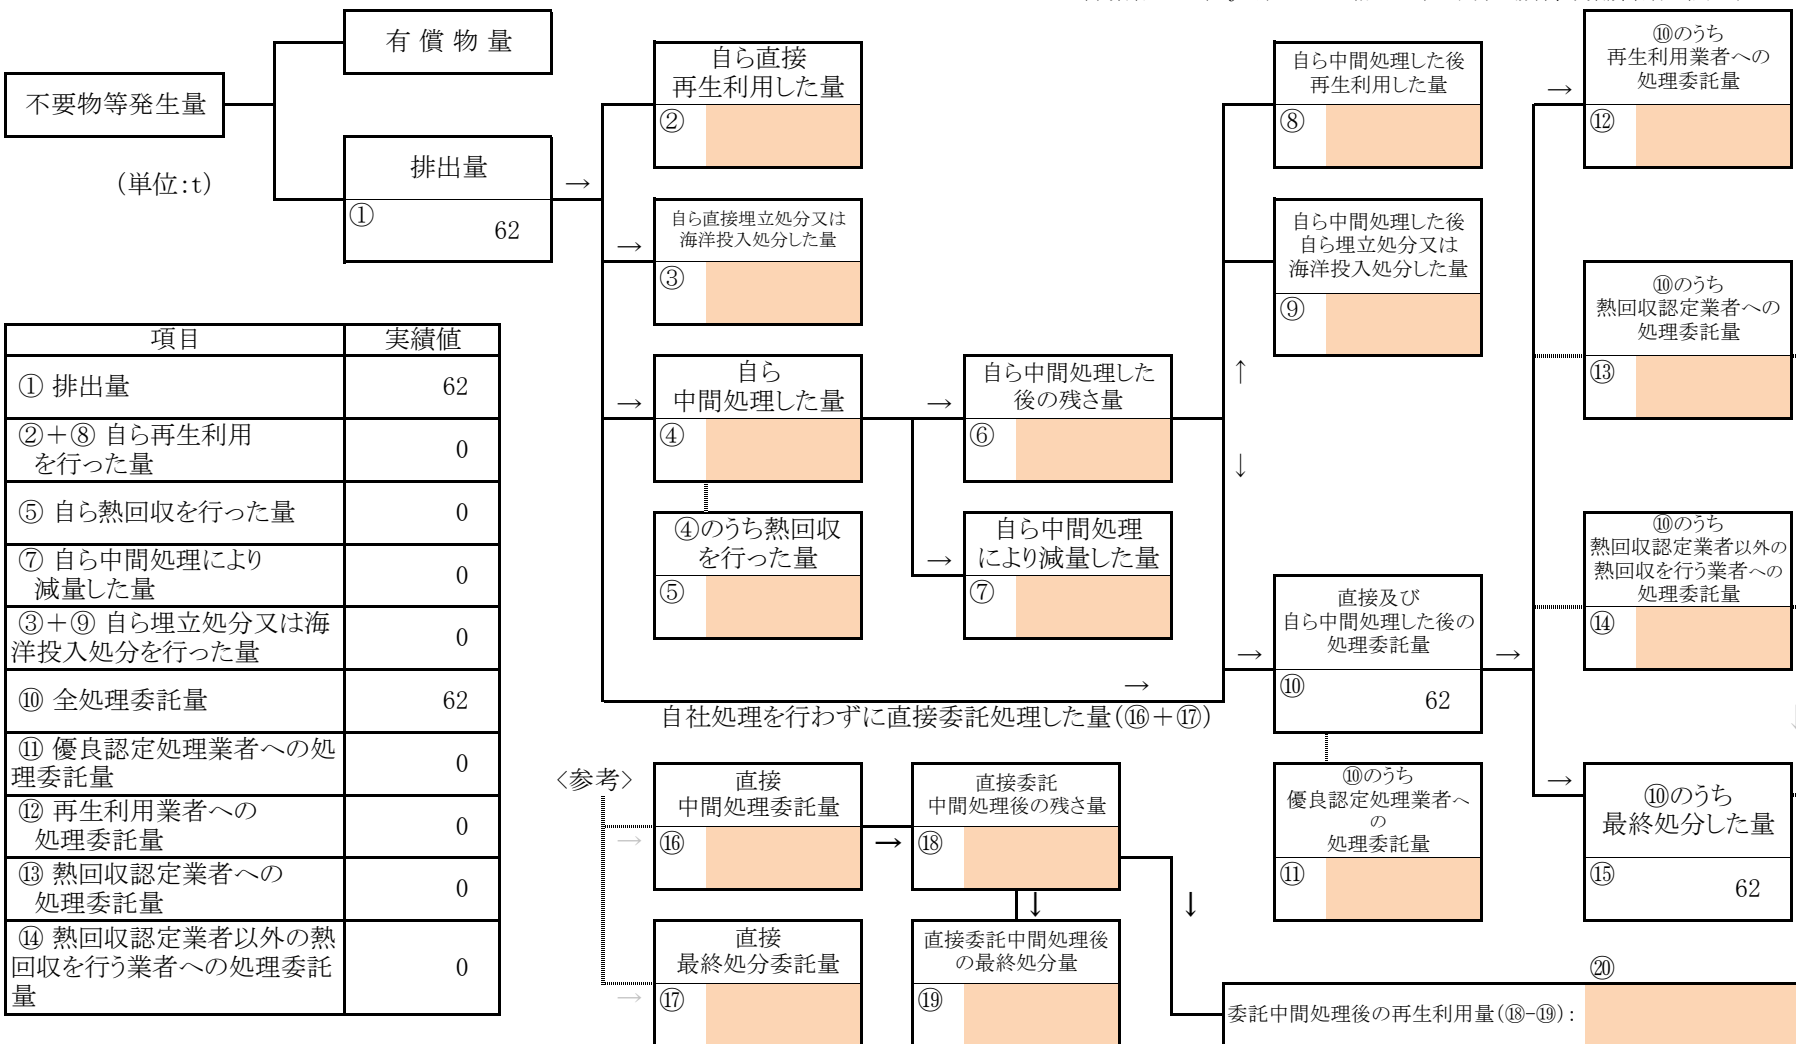 有償物量
不要物等発生量
(単位:t)
排出量
→
①
62
自ら直接
再生利用した量
②
→
自ら直接埋立処分又は
海洋投入処分した量
③
→
自ら
中間処理した量
④
④のうち熱回収
を行った量
⑤
→
自ら中間処理した
後の残さ量
⑥
→
自ら中間処理
により減量した量
⑦
自ら中間処理した後
再生利用した量
⑧
自ら中間処理した後
自ら埋立処分又は
海洋投入処分した量
⑨
↑
↓
→
直接及び
自ら中間処理した後の
処理委託量
⑩
62
→
→
自社処理を行わずに直接委託処理した量(⑯+⑰)
⑩のうち
優良認定処理業者へ
の
処理委託量
⑪
→
⑩のうち
再生利用業者への
処理委託量
⑫
⑩のうち
熱回収認定業者への
処理委託量
⑬
⑩のうち
熱回収認定業者以外の
熱回収を行う業者への
処理委託量
⑭
→
⑩のうち
最終処分した量
⑮
62
項目 実績値
① 排出量 62
②+⑧ 自ら再生利用
を行った量 0
⑤ 自ら熱回収を行った量 0
⑦ 自ら中間処理により
減量した量 0
③+⑨ 自ら埋立処分又は海
洋投入処分を行った量 0
⑩ 全処理委託量 62
⑪ 優良認定処理業者への処
理委託量 0
⑫ 再生利用業者への
処理委託量 0
⑬ 熱回収認定業者への
処理委託量 0
⑭ 熱回収認定業者以外の熱
回収を行う業者への処理委託
量 0
<参考>
→
直接
中間処理委託量
⑯
→
直接委託
中間処理後の残さ量
⑱
↓
↓
→
直接
最終処分委託量
⑰
直接委託中間処理後
の最終処分量
⑲
⑳
委託中間処理後の再生利用量(⑱-⑲):